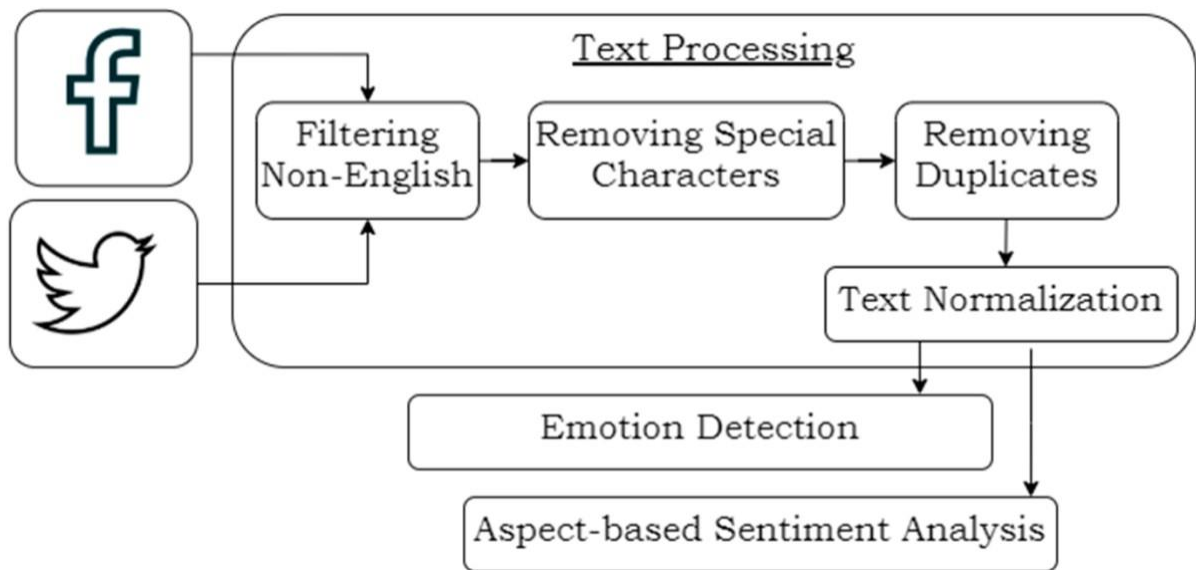 Text Processing
Filtering
Non-English
Removing Special
Characters
Removing
Duplicates
Text Normalization
Emotion Detection
Aspect-based Sentiment Analysis